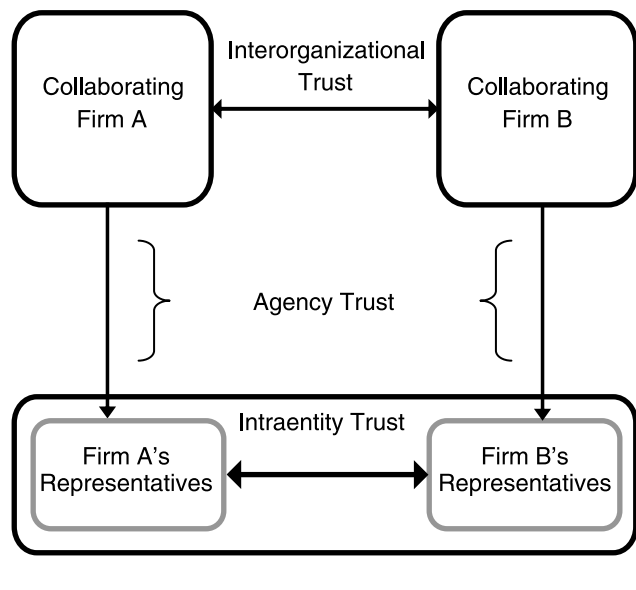 Collaborating
Firm A
Interorganizational
Trust
Collaborating
Firm B
Agency Trust
Intraentity Trust
Firm A's
Representatives
Firm B's
Representatives